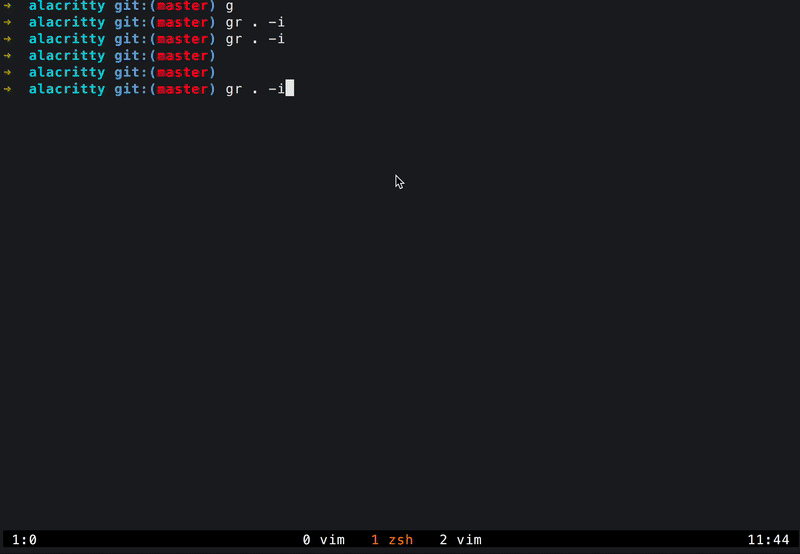 → alacritty git:(master) g
→ alacritty git:(master) gr . -i
→ alacritty git:(master) gr . -i
→ alacritty git:(master)
→ alacritty git:(master)
→ alacritty git:(master) gr . -i
1:0 0 vim 1 zsh 2 vim 11:44